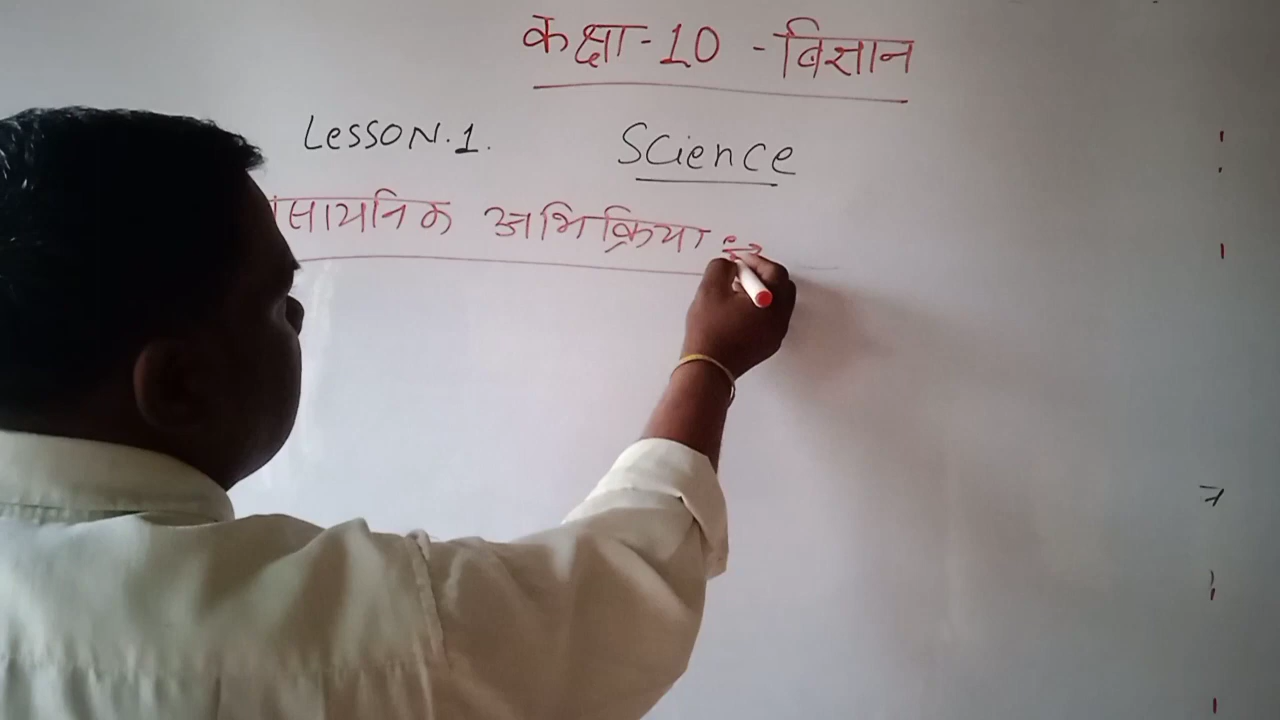 कक्षा-10 - विज्ञान
Lesson.1.
Science
रासायनिक अभिक्रिया